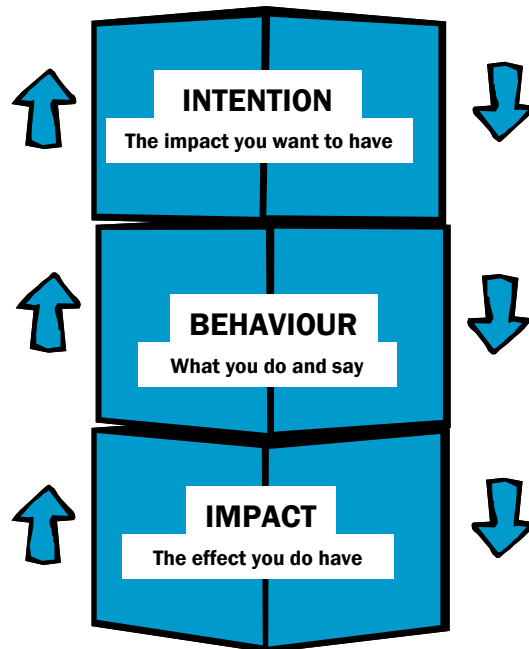 INTENTION
The impact you want to have
BEHAVIOUR
What you do and say
IMPACT
The effect you do have